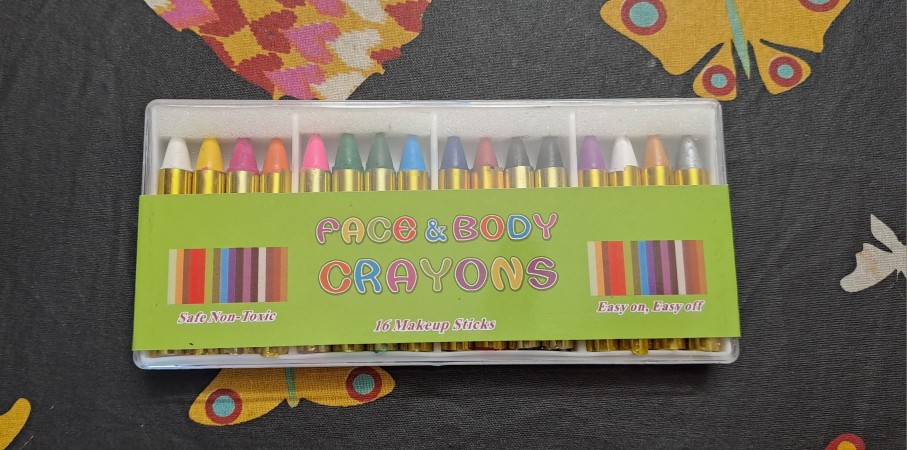 FACE & BODY
CRAYONS
Safe Non-Toxic
16 Makeup Sticks
Easy on, Easy off